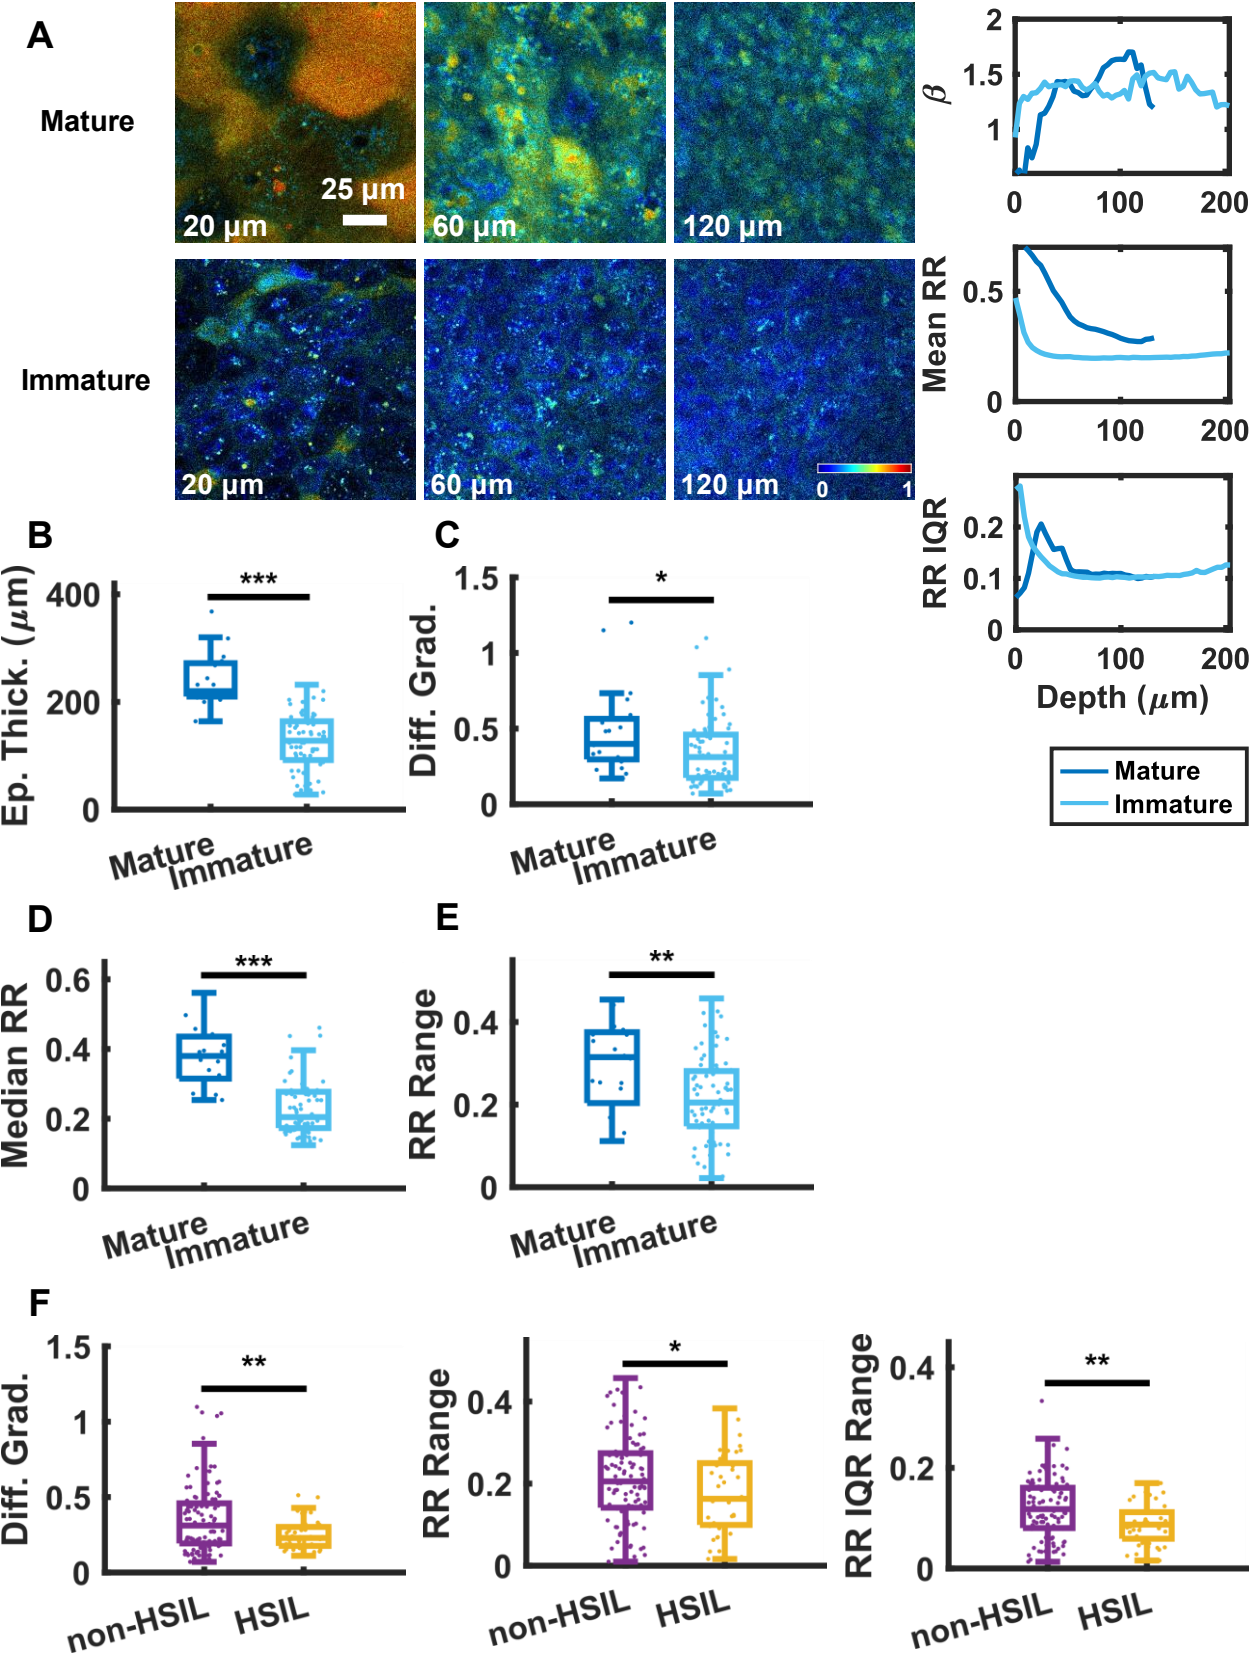 A
Mature
25 μm
20 μm
60 μm
120 μm
Immature
20 μm
60 μm
120 μm
0
1
β
2
1.5
1
0
100
200
Mean RR
0.5
0
0
100
200
RR IQR
0.2
0.1
0
0
100
200
Depth (μm)
Mature
Immature
B
Ep. Thick. (μm)
400
200
0
***
Mature
Immature
C
Diff. Grad.
1.5
1
0.5
0
*
Mature
Immature
D
Median RR
0.6
0.4
0.2
0
***
Mature
Immature
E
RR Range
0.4
0.2
0
**
Mature
Immature
F
Diff. Grad.
1.5
1
0.5
0
**
non-HSIL
HSIL
RR Range
0.4
0.2
0
*
non-HSIL
HSIL
RR IQR Range
0.4
0.2
0
**
non-HSIL
HSIL